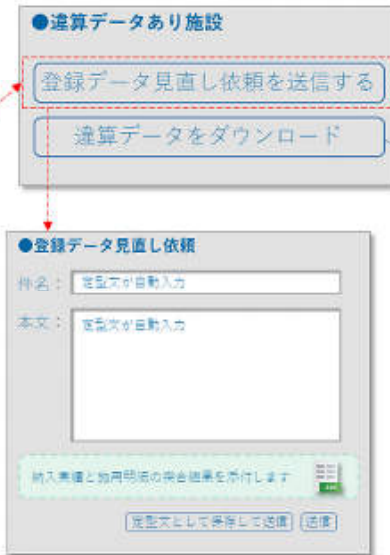 ●違算データあり施設
登録データ見直し依頼を送信する
違算データをダウンロード
●登録データ見直し依頼
件名：
定型文が自動入力
本文：
定型文が自動入力
納入実績と施用明細の突合結果を添付します
定型文として保存して送信
送信